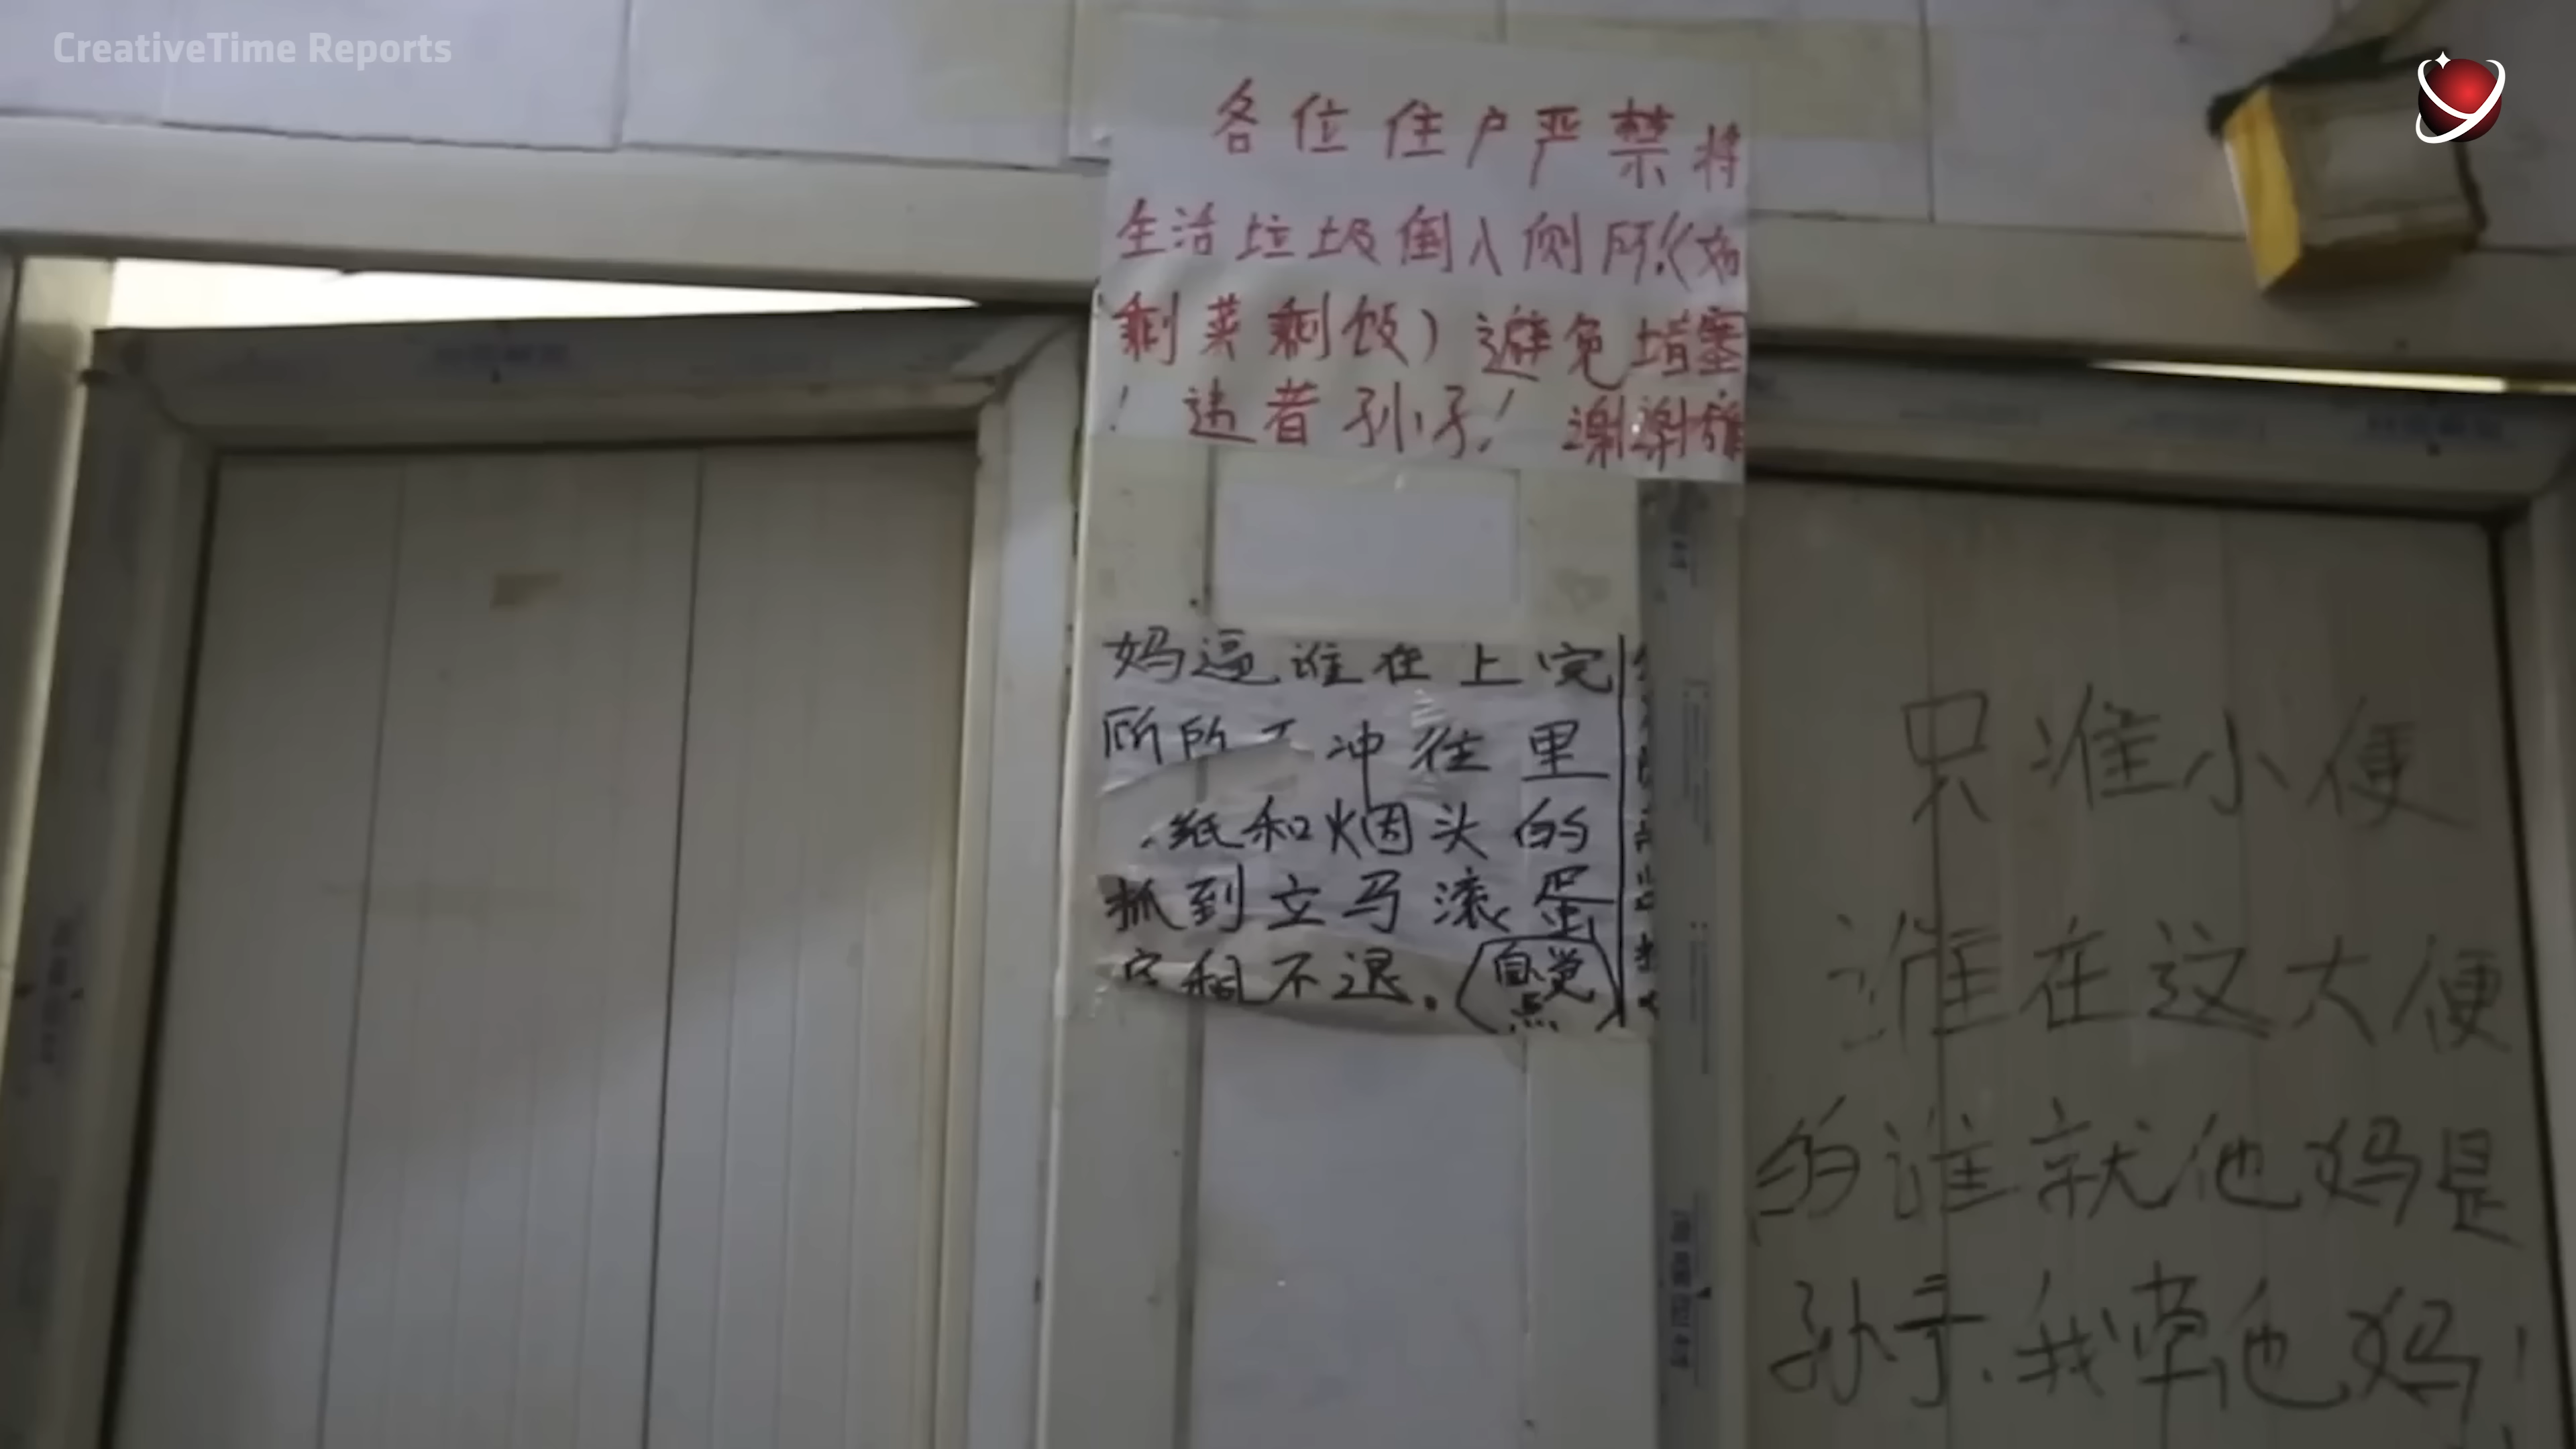 CreativeTime Reports
各位住户严禁将
生活垃圾倒入侧所!(如
剩菜剩饭)避免堵塞
!违者孙子!谢谢
妈逼谁在上完
厕所 冲往里
纸和烟头的
抓到立马滚蛋
租不退.(自觉
点)
只准小便
谁在这大便
的谁就他妈是
孙子.我草他妈!